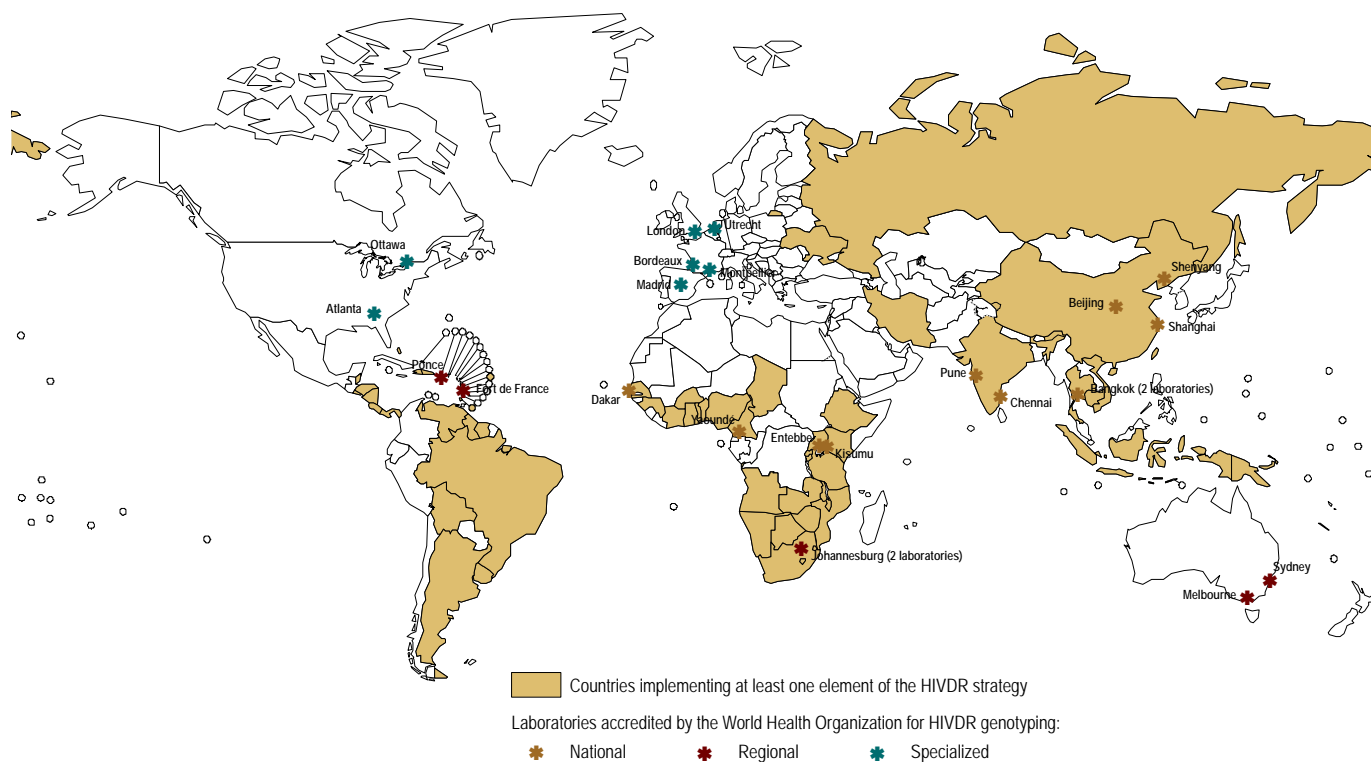 Ottawa
Atlanta
Ponce
Fort de France
London
Utrecht
Bordeaux
Montpellier
Madrid
Shenyang
Beijing
Shanghai
Pune
Chennai
Bangkok (2 laboratories)
Dakar
Yaoundé
Entebbe
Kisumu
Johannesburg (2 laboratories)
Sydney
Melbourne
Countries implementing at least one element of the HIVDR strategy
Laboratories accredited by the World Health Organization for HIVDR genotyping:
National
Regional
Specialized